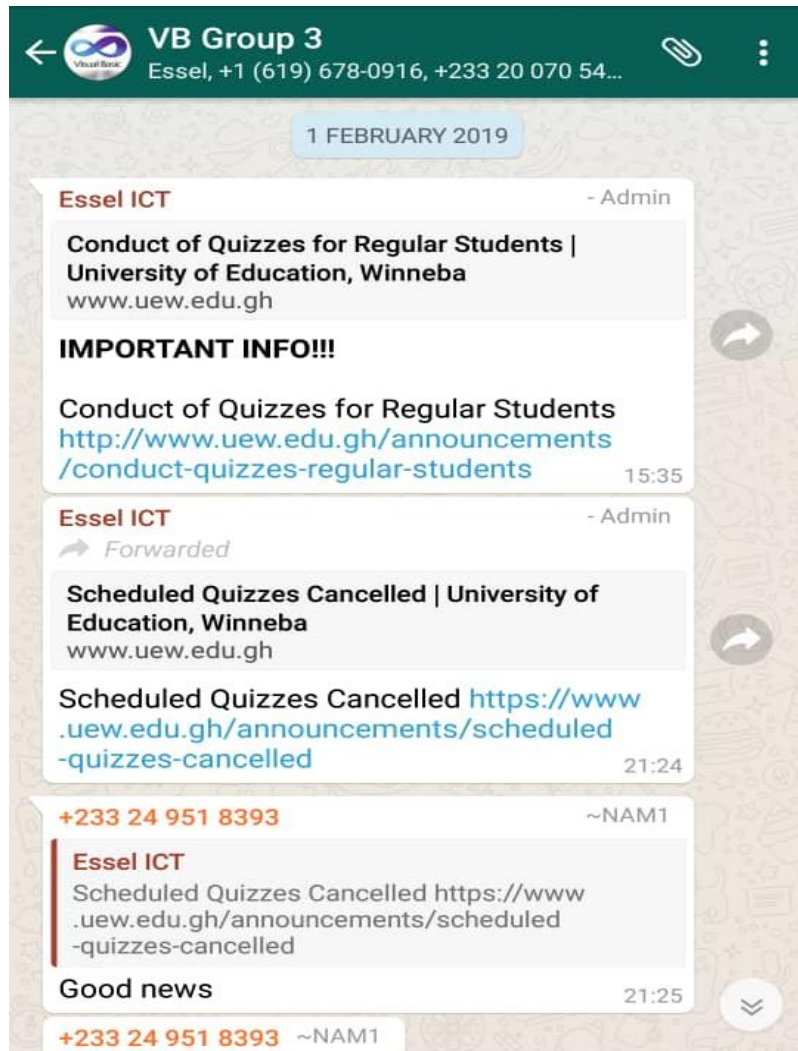 VB Group 3
Essel, +1 (619) 678-0916, +233 20 070 54...
Visual Basic
1 FEBRUARY 2019
Essel ICT - Admin
Conduct of Quizzes for Regular Students |
University of Education, Winneba
www.uew.edu.gh
IMPORTANT INFO!!!
Conduct of Quizzes for Regular Students
http://www.uew.edu.gh/announcements
/conduct-quizzes-regular-students 15:35
Essel ICT - Admin
Forwarded
Scheduled Quizzes Cancelled | University of
Education, Winneba
www.uew.edu.gh
Scheduled Quizzes Cancelled https://www
.uew.edu.gh/announcements/scheduled
-quizzes-cancelled 21:24
+233 24 951 8393 ~NAM1
Essel ICT
Scheduled Quizzes Cancelled https://www
.uew.edu.gh/announcements/scheduled
-quizzes-cancelled
Good news 21:25
+233 24 951 8393 ~NAM1